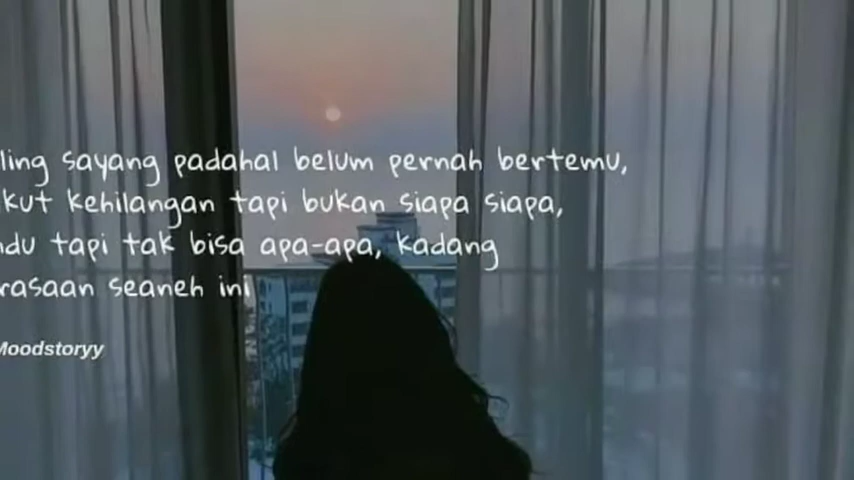 ling sayang padahal belum pernah bertemu,
kut kehilangan tapi bukan siapa siapa,
ndu tapi tak bisa apa-apa, kadang
rasaan seaneh ini
Moodstoryy